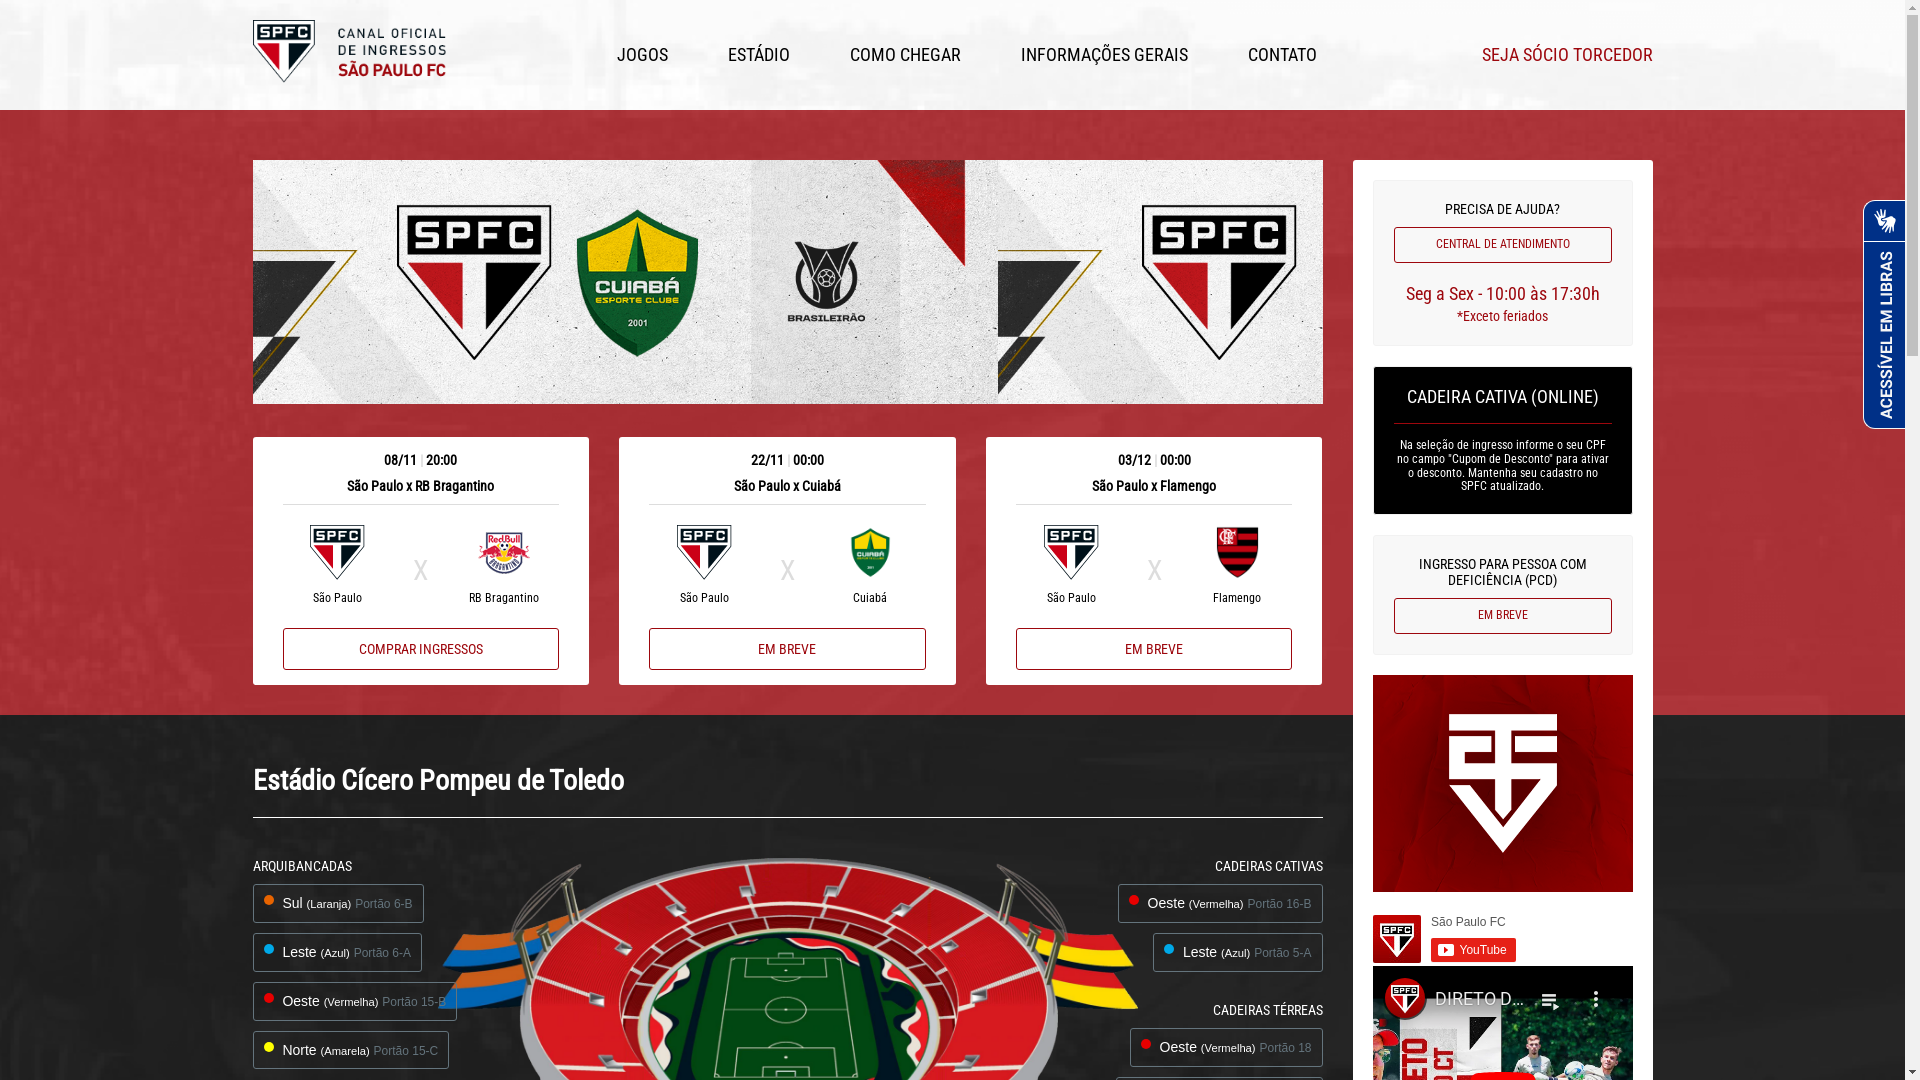 SPFC
CANAL OFICIAL
DE INGRESSOS
SÃO PAULO FC
JOGOS
ESTÁDIO
COMO CHEGAR
INFORMAÇÕES GERAIS
CONTATO
SEJA SÓCIO TORCEDOR
SPFC
CUIABÁ
ESPORTE CLUBE
2001
BRASILEIRÃO
SPFC
08/11 | 20:00
São Paulo x RB Bragantino
SPFC
X
RedBull
BRAGANTINO
São Paulo
RB Bragantino
COMPRAR INGRESSOS
22/11 | 00:00
São Paulo x Cuiabá
SPFC
X
CUIABÁ
São Paulo
Cuiabá
EM BREVE
03/12 | 00:00
São Paulo x Flamengo
SPFC
X
São Paulo
Flamengo
EM BREVE
PRECISA DE AJUDA?
CENTRAL DE ATENDIMENTO
Seg a Sex - 10:00 às 17:30h
*Exceto feriados
CADEIRA CATIVA (ONLINE)
Na seleção de ingresso informe o seu CPF
no campo "Cupom de Desconto" para ativar
o desconto. Mantenha seu cadastro no
SPFC atualizado.
INGRESSO PARA PESSOA COM
DEFICIÊNCIA (PCD)
EM BREVE
ACESSÍVEL EM LIBRAS
Estádio Cícero Pompeu de Toledo
ARQUIBANCADAS
Sul (Laranja) Portão 6-B
Leste (Azul) Portão 6-A
Oeste (Vermelha) Portão 15-B
Norte (Amarela) Portão 15-C
CADEIRAS CATIVAS
Oeste (Vermelha) Portão 16-B
Leste (Azul) Portão 5-A
CADEIRAS TÉRREAS
Oeste (Vermelha) Portão 18
SPFC
São Paulo FC
YouTube
SPFC
DIRETO D...